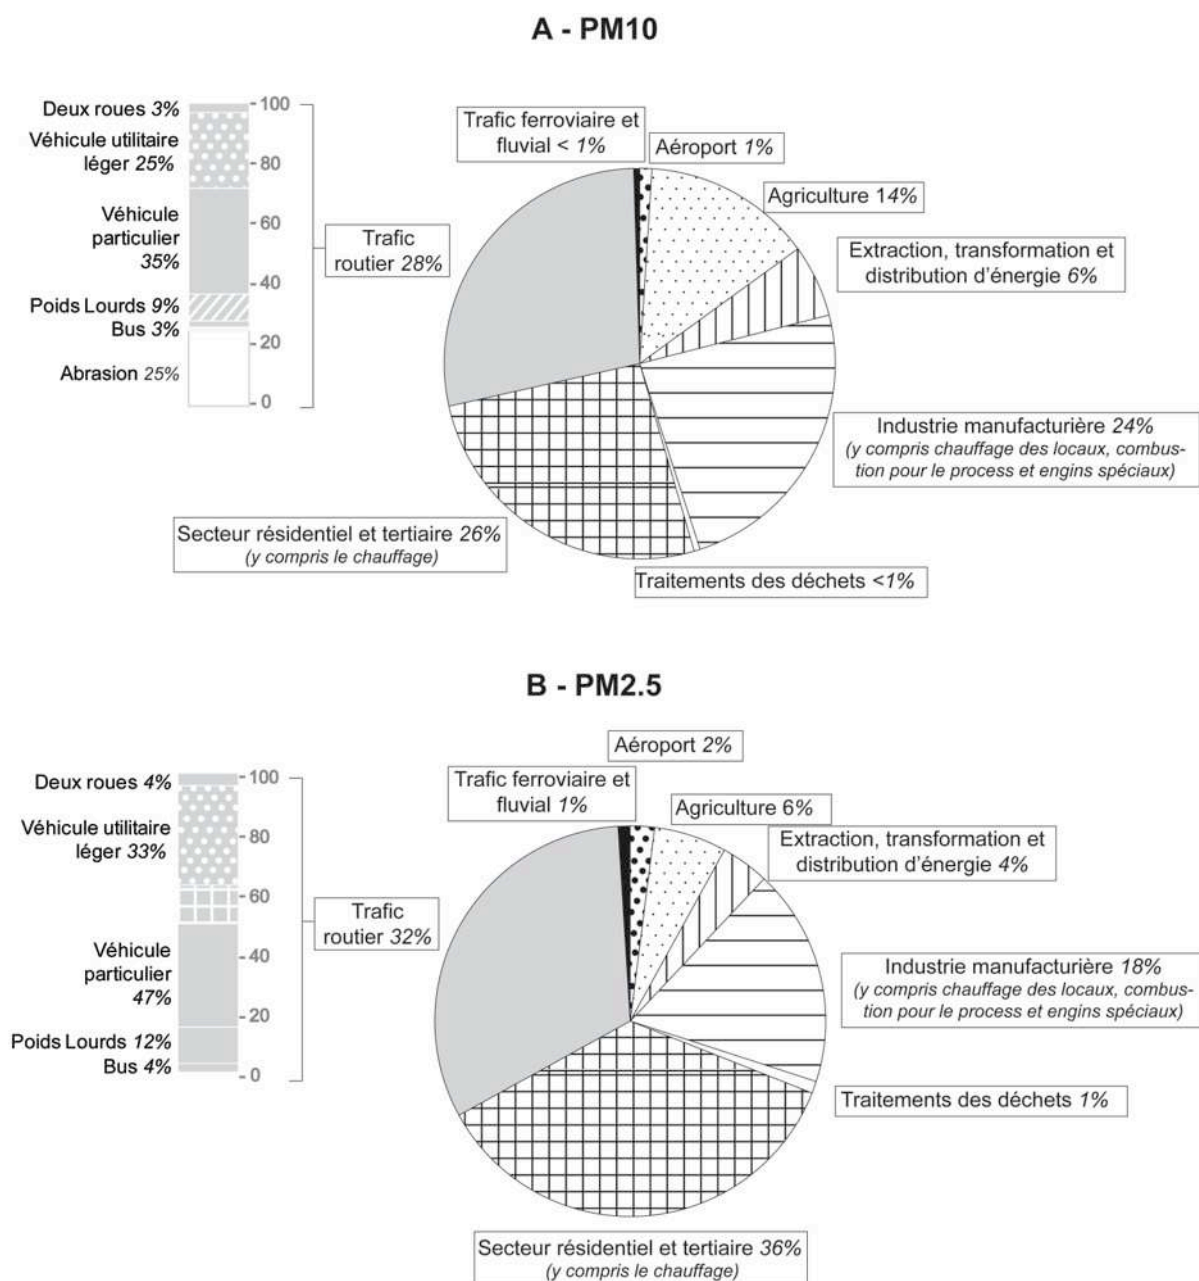 A - PM10
Deux roues 3%
Véhicule utilitaire
léger 25%
Véhicule
particulier
35%
Poids Lourds 9%
Bus 3%
Abrasion 25%
100
80
60
40
20
0
Trafic
routier 28%
Trafic ferroviaire et
fluvial < 1%
Aéroport 1%
Agriculture 14%
Extraction, transformation et
distribution d'énergie 6%
Industrie manufacturière 24%
(y compris chauffage des locaux, combus-
tion pour le process et engins spéciaux)
Traitements des déchets <1%
Secteur résidentiel et tertiaire 26%
(y compris le chauffage)
B - PM2.5
Deux roues 4%
Véhicule utilitaire
léger 33%
Véhicule
particulier
47%
Poids Lourds 12%
Bus 4%
100
80
60
40
20
0
Trafic
routier 32%
Trafic ferroviaire et
fluvial 1%
Aéroport 2%
Agriculture 6%
Extraction, transformation et
distribution d'énergie 4%
Industrie manufacturière 18%
(y compris chauffage des locaux, combus-
tion pour le process et engins spéciaux)
Traitements des déchets 1%
Secteur résidentiel et tertiaire 36%
(y compris le chauffage)